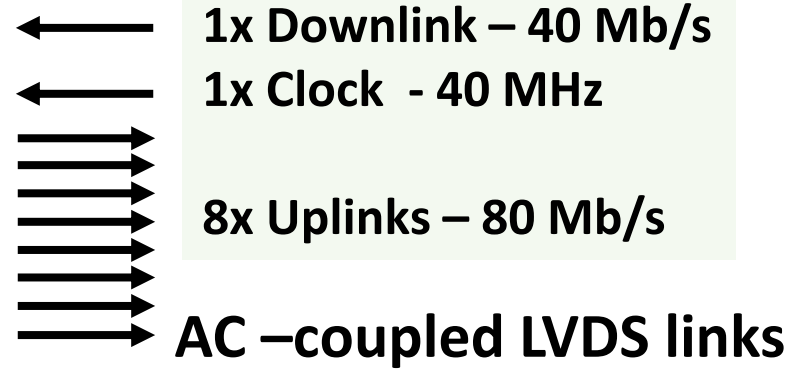 1x Downlink – 40 Mb/s
1x Clock - 40 MHz
8x Uplinks – 80 Mb/s
AC –coupled LVDS links